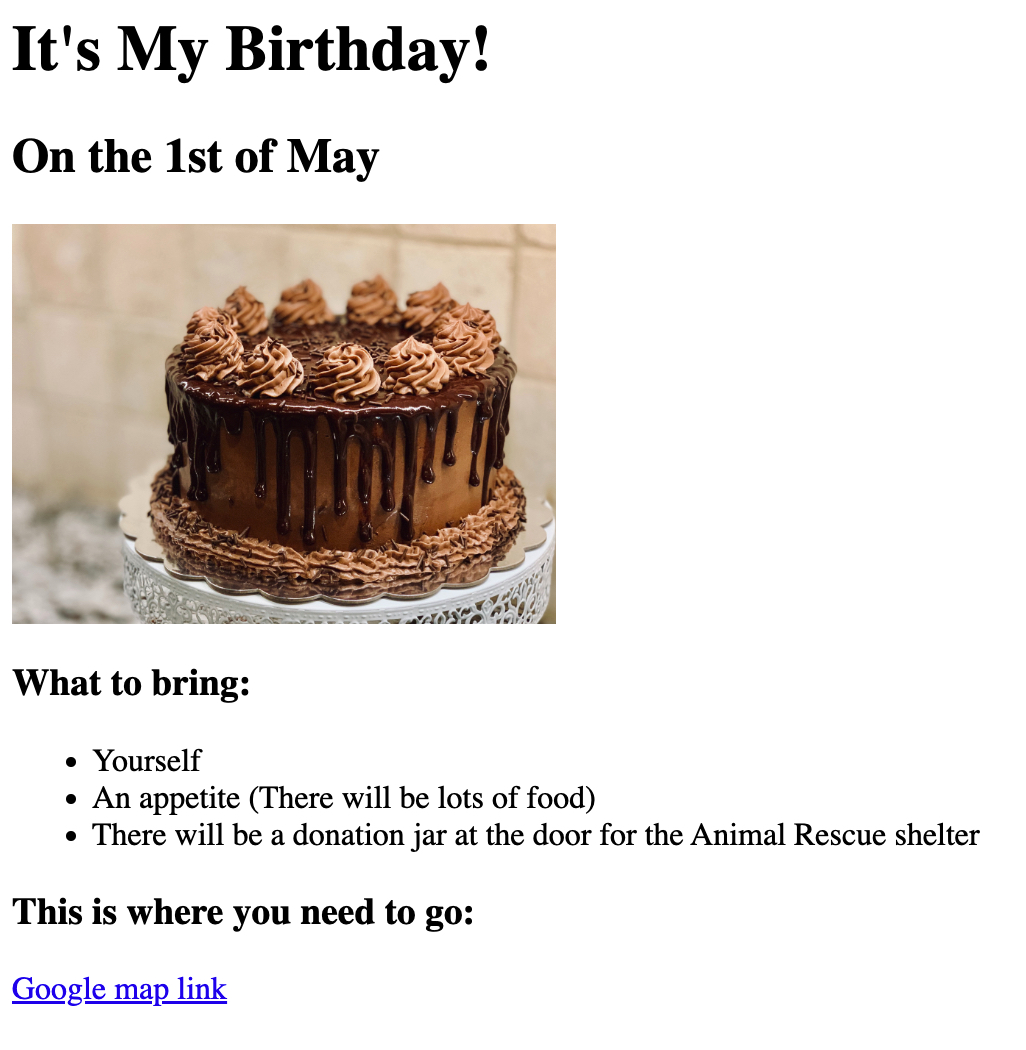 It's My Birthday!
On the 1st of May
What to bring:
Yourself
An appetite (There will be lots of food)
There will be a donation jar at the door for the Animal Rescue shelter
This is where you need to go:
Google map link